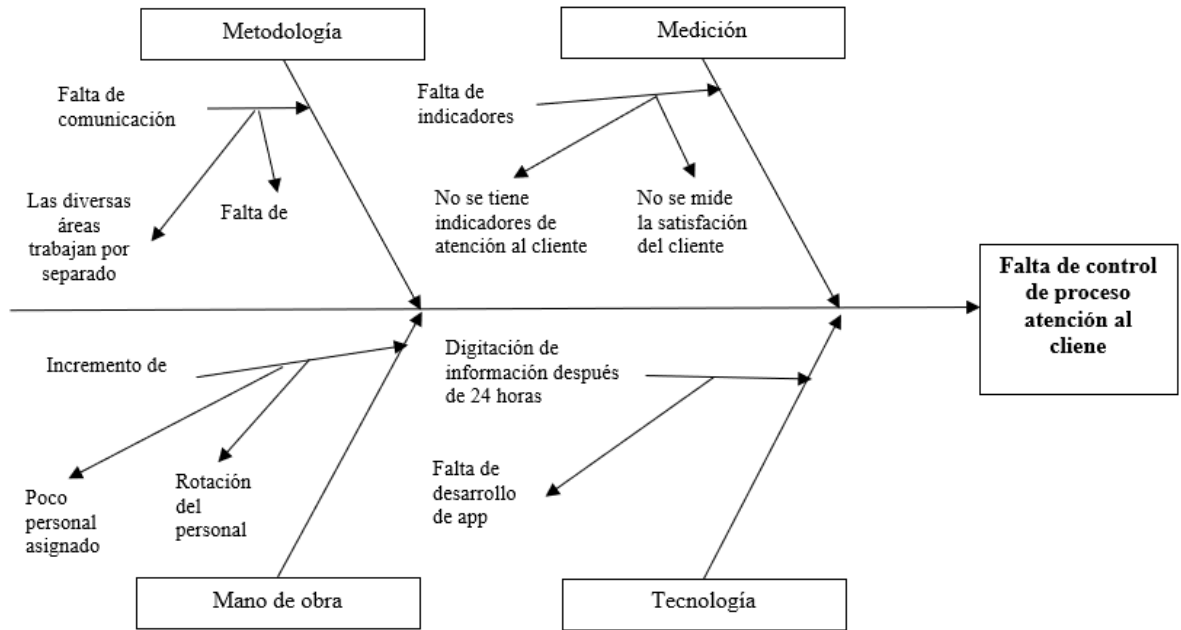 Metodología
Medición
Falta de
comunicación
Falta de
indicadores
Las diversas
áreas
trabajan por
separado
Falta de
No se tiene
indicadores de
atención al cliente
No se mide
la satisfacción
del cliente
Falta de control
de proceso
atención al
cliene
Incremento de
Digitación de
información después
de 24 horas
Poco
personal
asignado
Rotación
del
personal
Falta de
desarrollo
de app
Mano de obra
Tecnología